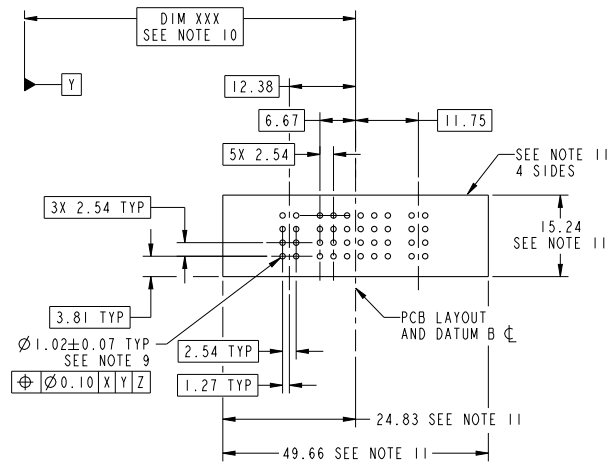 DIM XXX
SEE NOTE 10
Y
12.38
6.67
11.75
5X 2.54
SEE NOTE 11
4 SIDES
3X 2.54 TYP
15.24
SEE NOTE 11
3.81 TYP
PCB LAYOUT
AND DATUM B ℄
Ø1.02±0.07 TYP
SEE NOTE 9
2.54 TYP
⌖ Ø0.10 X Y Z
1.27 TYP
24.83 SEE NOTE 11
49.66 SEE NOTE 11